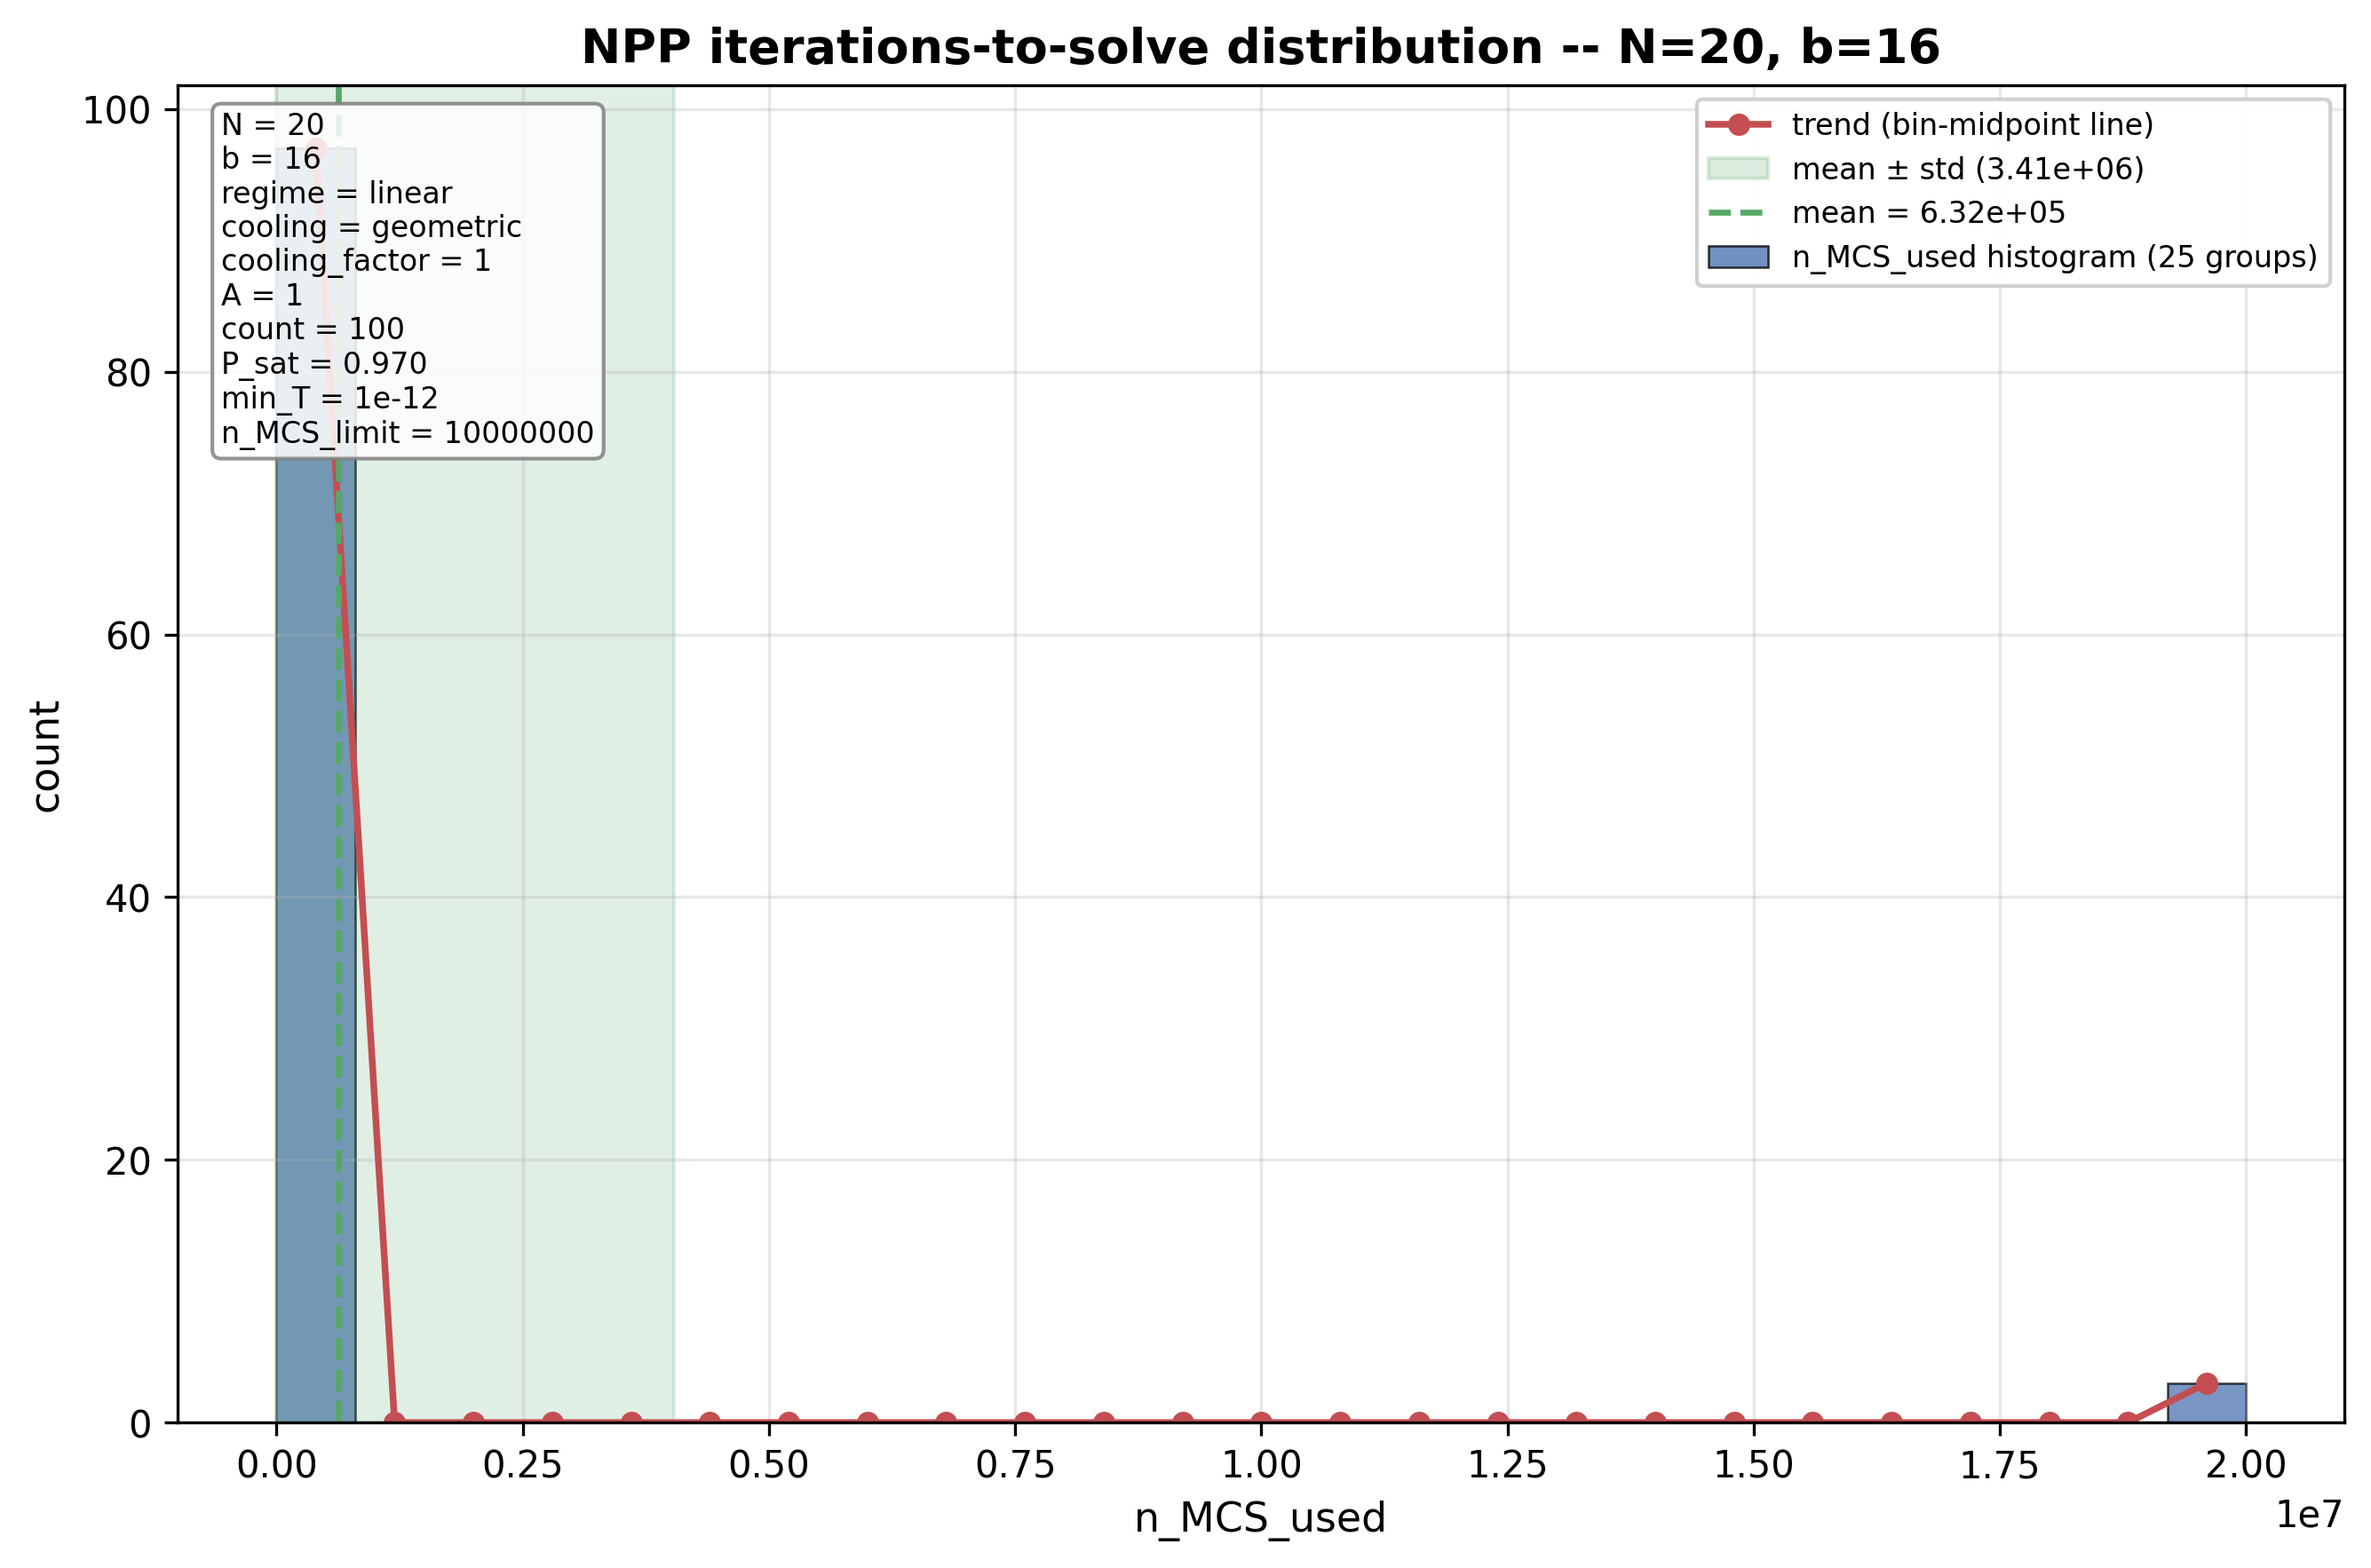 NPP iterations-to-solve distribution -- N=20, b=16
N = 20
b = 16
regime = linear
cooling = geometric
cooling_factor = 1
A = 1
count = 100
P_sat = 0.970
min_T = 1e-12
n_MCS_limit = 10000000
trend (bin-midpoint line)
mean ± std (3.41e+06)
mean = 6.32e+05
n_MCS_used histogram (25 groups)
100
80
60
40
20
0
count
0.00 0.25 0.50 0.75 1.00 1.25 1.50 1.75 2.00
1e7
n_MCS_used